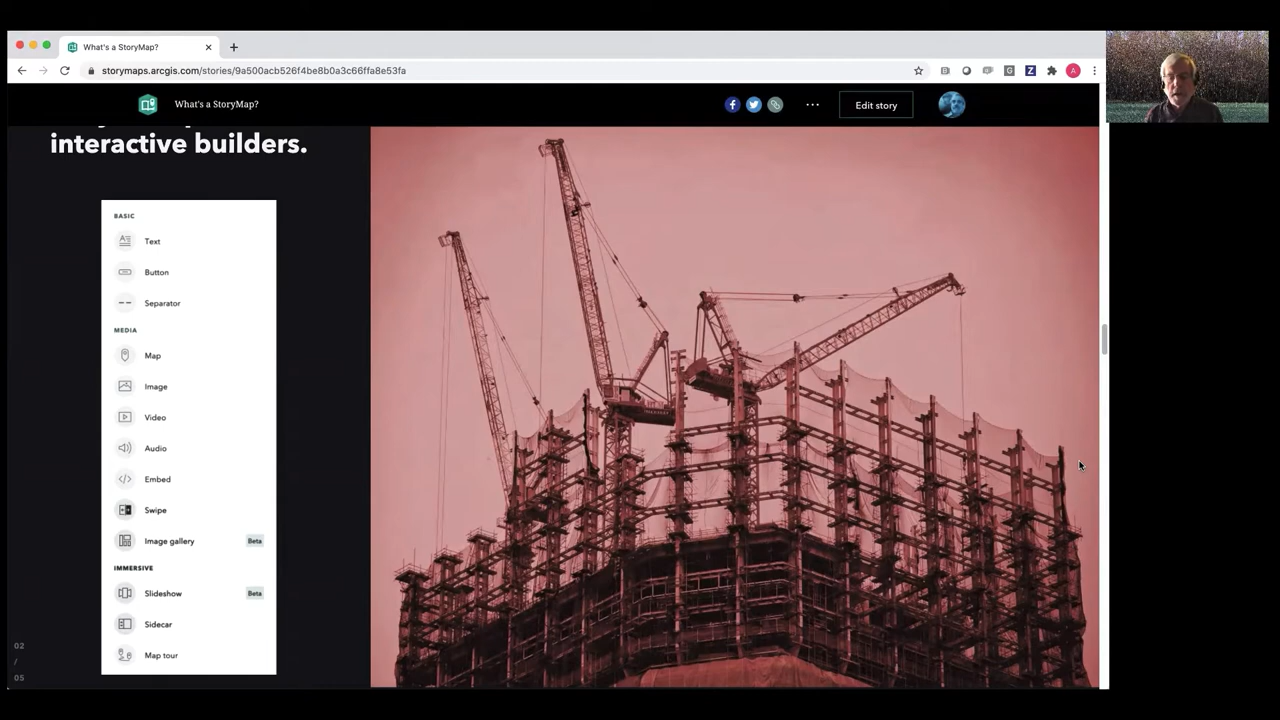 What's a StoryMap?
storymaps.arcgis.com/stories/9a500acb526f4be8b0a3c66ffa8e53fa
A
What's a StoryMap?
Edit story
interactive builders.
BASIC
Text
Button
Separator
MEDIA
Map
Image
Video
Audio
Embed
Swipe
Image gallery Beta
IMMERSIVE
Slideshow Beta
Sidecar
Map tour
02
/
05